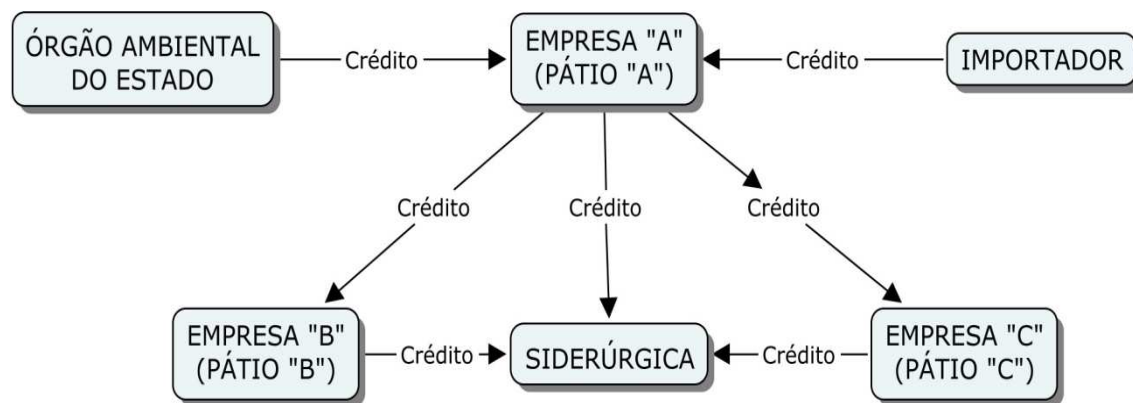 ÓRGÃO AMBIENTAL
DO ESTADO
Crédito
EMPRESA "A"
(PÁTIO "A")
Crédito
IMPORTADOR
Crédito
Crédito
Crédito
EMPRESA "B"
(PÁTIO "B")
Crédito
SIDERÚRGICA
Crédito
EMPRESA "C"
(PÁTIO "C")